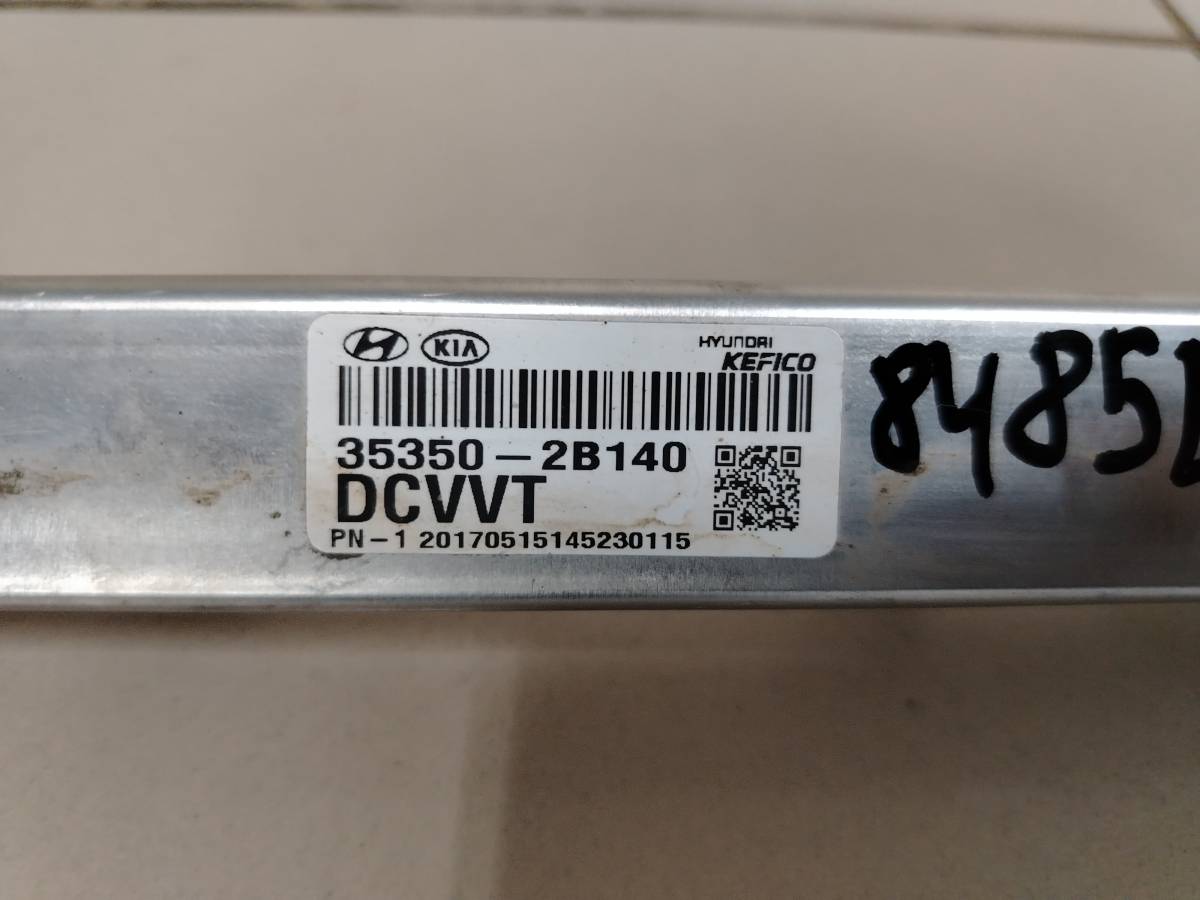 KIA
HYUNDAI
KEFICO
35350-2B140
DCVVT
PN-1 20170515145230115
8485